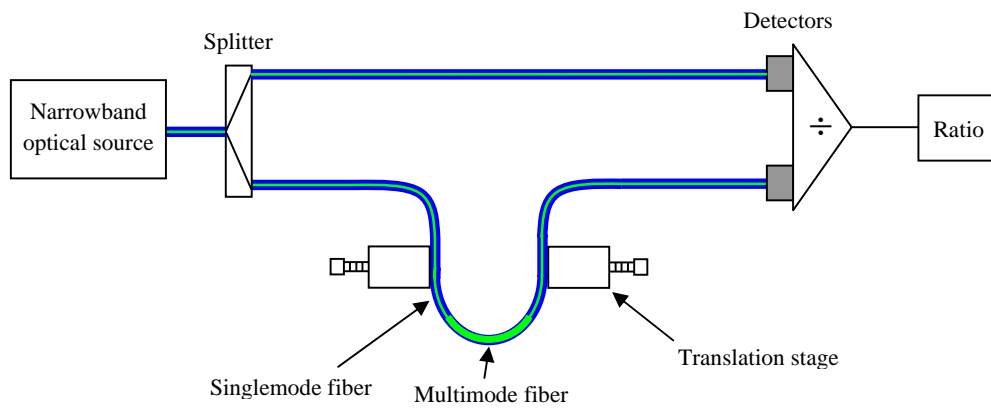 Detectors
Splitter
Narrowband
optical source
÷
Ratio
Translation stage
Singlemode fiber
Multimode fiber